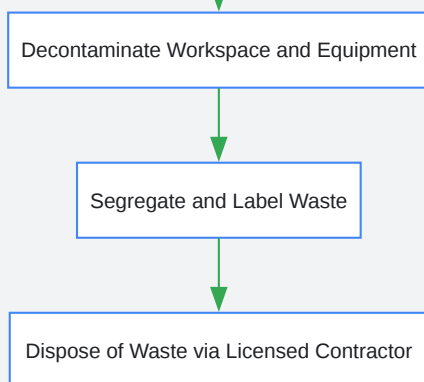 Decontaminate Workspace and Equipment
Segregate and Label Waste
Dispose of Waste via Licensed Contractor